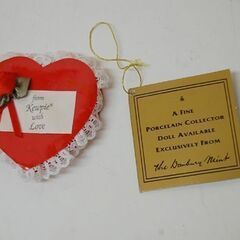 from
Kewpie®
with
Love
A FINE
PORCELAIN COLLECTOR
DOLL AVAILABLE
EXCLUSIVELY FROM
The Danbury Mint